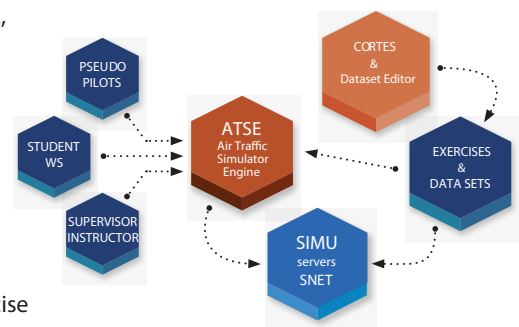 PSEUDO
PILOTS
STUDENT
WS
SUPERVISOR
INSTRUCTOR
ATSE
Air Traffic
Simulator
Engine
CORTES
&
Dataset Editor
EXERCISES
&
DATA SETS
SIMU
servers
SNET